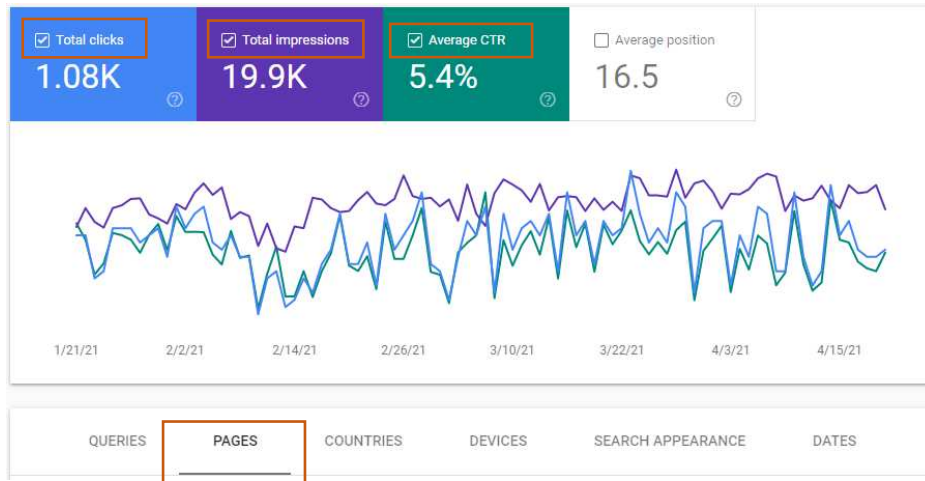 Total clicks
1.08K
Total impressions
19.9K
Average CTR
5.4%
Average position
16.5
1/21/21 2/2/21 2/14/21 2/26/21 3/10/21 3/22/21 4/3/21 4/15/21
QUERIES PAGES COUNTRIES DEVICES SEARCH APPEARANCE DATES